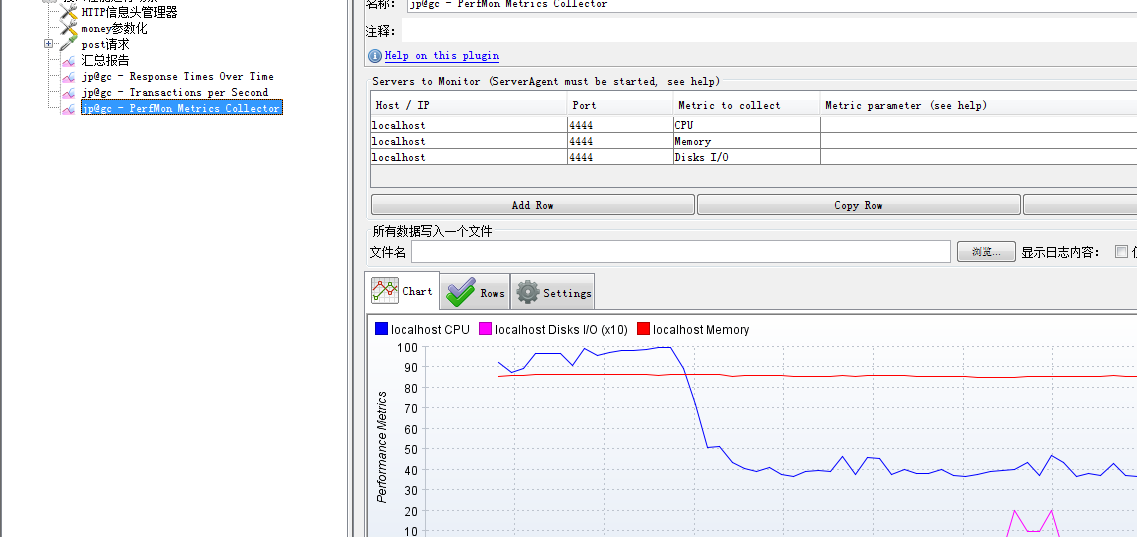 HTTP信息头管理器
money参数化
post请求
汇总报告
jp@gc - Response Times Over Time
jp@gc - Transactions per Second
jp@gc - PerfMon Metrics Collector
名称: jp@gc - PerfMon Metrics Collector
注释:
Help on this plugin
Servers to Monitor (ServerAgent must be started, see help)
Host / IP Port Metric to collect Metric parameter (see help)
localhost 4444 CPU
localhost 4444 Memory
localhost 4444 Disks I/O
Add Row Copy Row
所有数据写入一个文件
文件名 浏览... 显示日志内容:
Chart Rows Settings
localhost CPU localhost Disks I/O (x10) localhost Memory
Performance Metrics
100
90
80
70
60
50
40
30
20
10